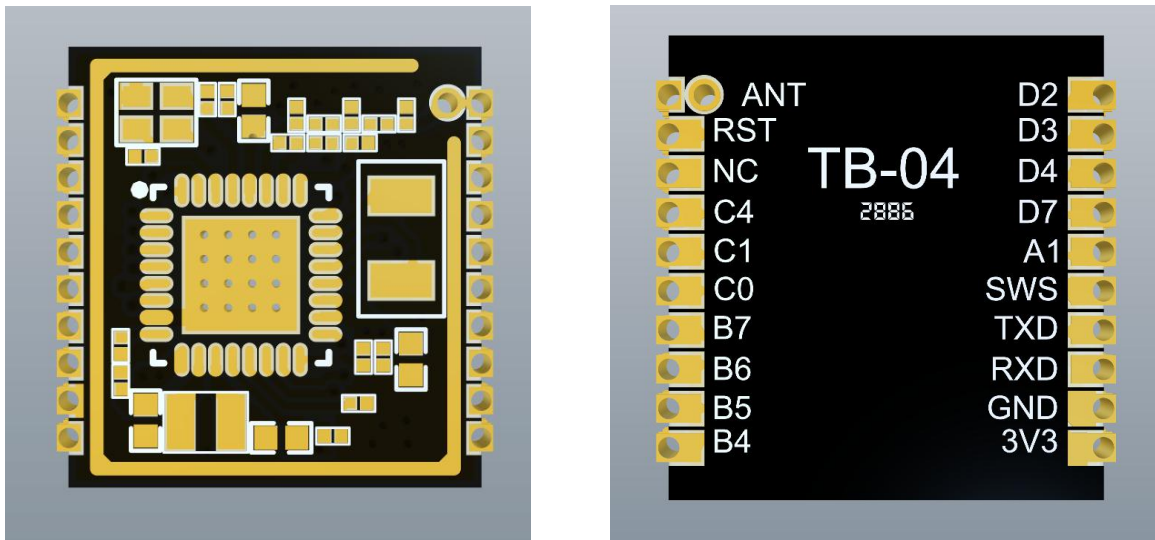 ANT D2
RST D3
NC TB-04 D4
C4 2886 D7
C1 A1
C0 SWS
B7 TXD
B6 RXD
B5 GND
B4 3V3